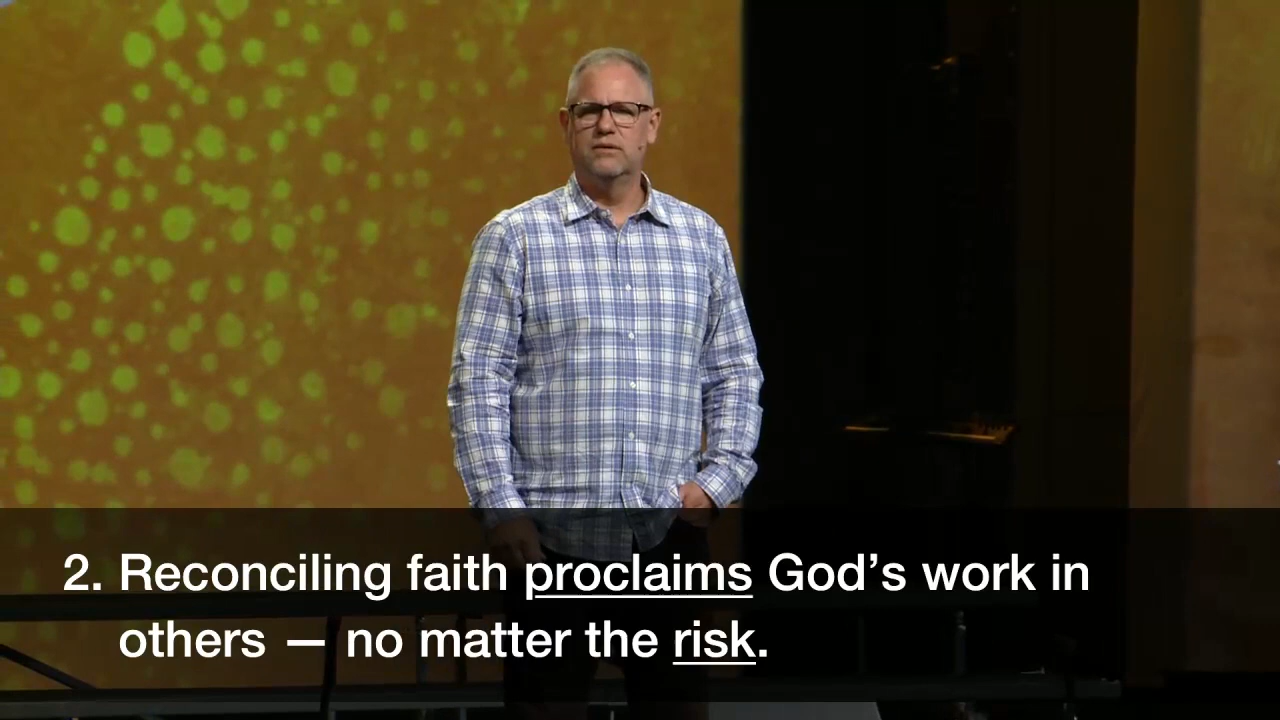 2. Reconciling faith proclaims God’s work in
others — no matter the risk.